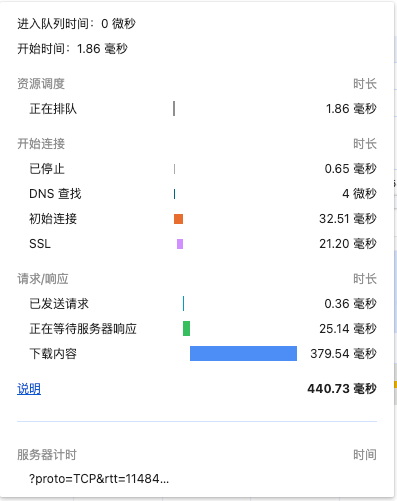 进入队列时间：0 微秒
开始时间：1.86 毫秒
资源调度 时长
正在排队 1.86 毫秒
开始连接 时长
已停止 0.65 毫秒
DNS 查找 4 微秒
初始连接 32.51 毫秒
SSL 21.20 毫秒
请求/响应 时长
已发送请求 0.36 毫秒
正在等待服务器响应 25.14 毫秒
下载内容 379.54 毫秒
说明 440.73 毫秒
服务器计时 时间
?proto=TCP&rtt=11484...